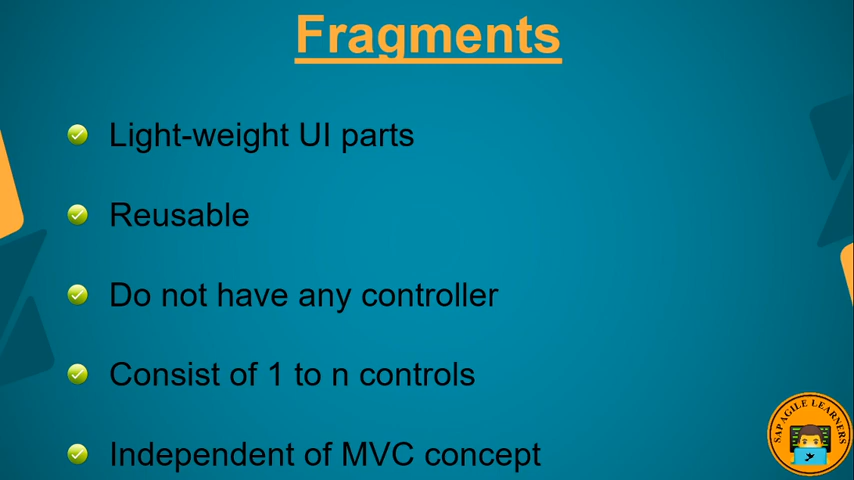 Fragments
Light-weight UI parts
Reusable
Do not have any controller
Consist of 1 to n controls
Independent of MVC concept
SAP AGILE LEARNERS